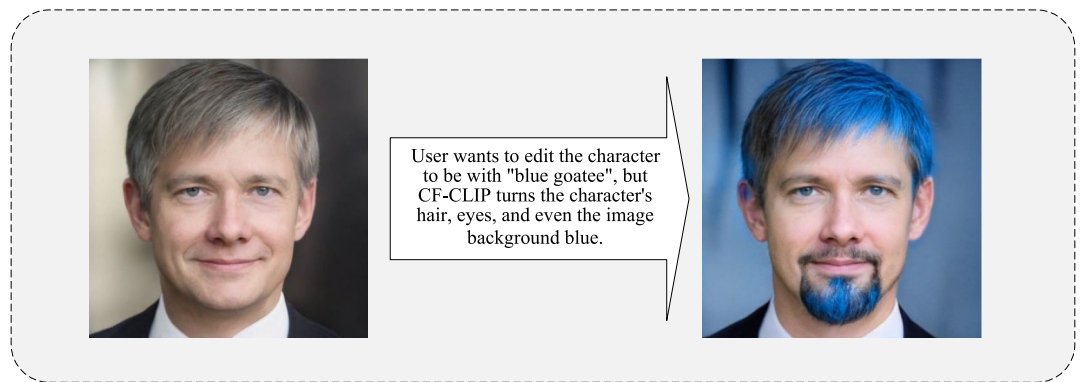 User wants to edit the character
to be with "blue goatee", but
CF-CLIP turns the character's
hair, eyes, and even the image
background blue.